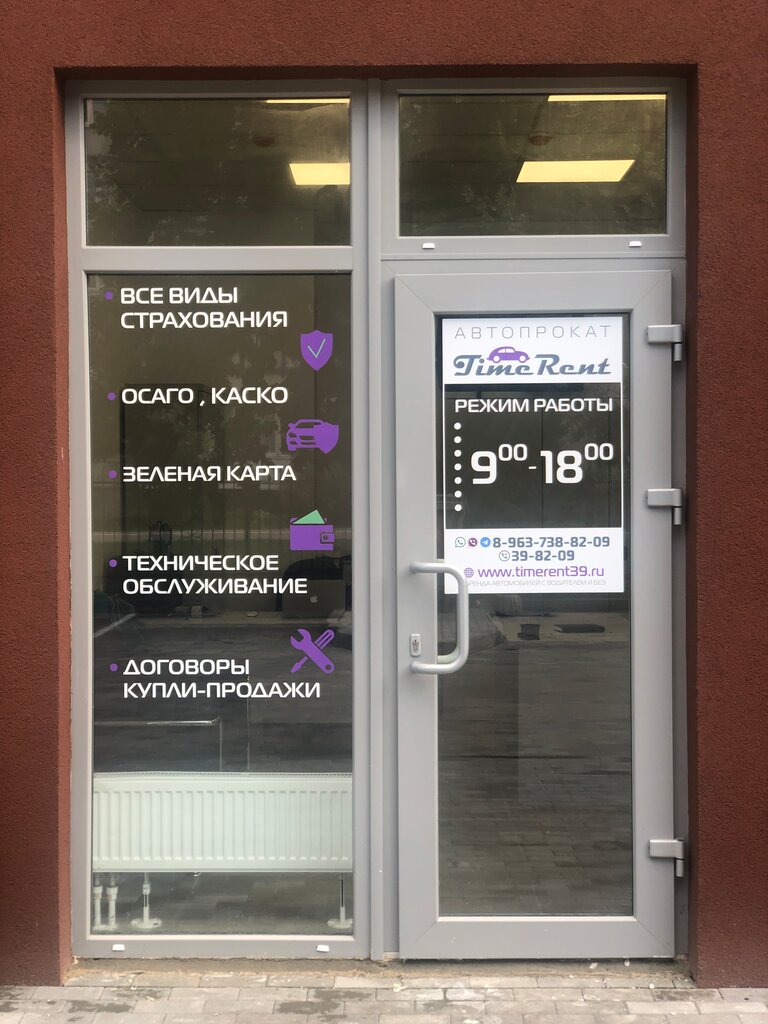 ВСЕ ВИДЫ
СТРАХОВАНИЯ
ОСАГО , КАСКО
ЗЕЛЕНАЯ КАРТА
ТЕХНИЧЕСКОЕ
ОБСЛУЖИВАНИЕ
ДОГОВОРЫ
КУПЛИ-ПРОДАЖИ
АВТОПРОКАТ
Time Rent
РЕЖИМ РАБОТЫ
9⁰⁰-18⁰⁰
8-963-738-82-09
39-82-09
www.timerent39.ru
АРЕНДА АВТОМОБИЛЕЙ С ВОДИТЕЛЕМ И БЕЗ